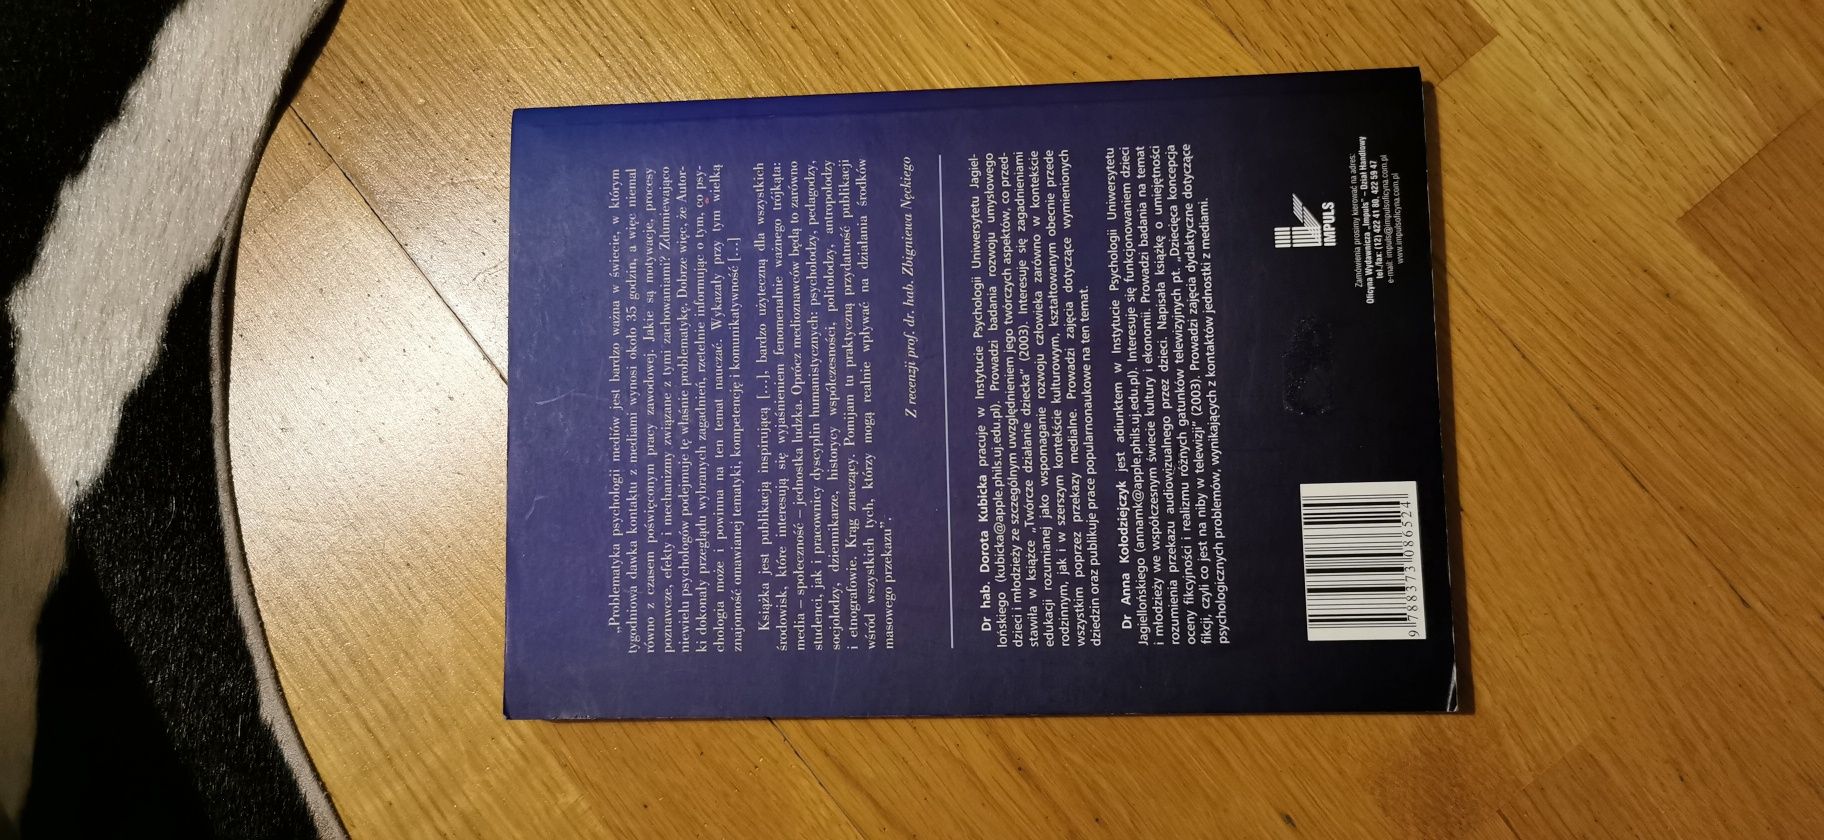 „Problematyka psychologii mediów jest bardzo ważna w świecie, w którym
tygodniowa dawka kontaktu z mediami wynosi około 35 godzin, a więc niemal
równo z czasem poświęconym pracy zawodowej. Jakie są motywacje, procesy
poznawcze, efekty i mechanizmy związane z tymi zachowaniami? Zdumiewająco
niewielu psychologów podejmuje tę właśnie problematykę. Dobrze więc, że Autor-
ki dokonały przeglądu wybranych zagadnień, rzetelnie informując o tym, co psy-
chologia może i powinna na ten temat nauczać. Wykazały przy tym wielką
znajomość omawianej tematyki, kompetencję i komunikatywność [...]
Książka jest publikacją inspirującą [...], bardzo użyteczną dla wszystkich
środowisk, które interesują się wyjaśnieniem fenomenalnie ważnego trójkąta:
media – społeczność – jednostka ludzka. Oprócz medioznawców będą to zarówno
studenci, jak i pracownicy dyscyplin humanistycznych: psycholodzy, pedagodzy,
socjolodzy, dziennikarze, historycy współczesności, politolodzy, antropolodzy
i etnografowie. Krąg znaczący. Pomijam tu praktyczną przydatność publikacji
wśród wszystkich tych, którzy mogą realnie wpływać na działania środków
masowego przekazu”.
Z recenzji prof. dr. hab. Zbigniewa Nęckiego
Dr hab. Dorota Kubicka pracuje w Instytucie Psychologii Uniwersytetu Jagiel-
lońskiego (kubicka@apple.phils.uj.edu.pl). Prowadzi badania rozwoju umysłowego
dzieci i młodzieży ze szczególnym uwzględnieniem jego twórczych aspektów, co przed-
stawiła w książce „Twórcze działanie dziecka” (2003). Interesuje się zagadnieniami
edukacji rozumianej jako wspomaganie rozwoju człowieka zarówno w kontekście
rodzinnym, jak i w szerszym kontekście kulturowym, kształtowanym obecnie przede
wszystkim poprzez przekazy medialne. Prowadzi zajęcia dotyczące wymienionych
dziedzin oraz publikuje prace popularnonaukowe na ten temat.
Dr Anna Kołodziejczyk jest adiunktem w Instytucie Psychologii Uniwersytetu
Jagiellońskiego (annamk@apple.phils.uj.edu.pl). Interesuje się funkcjonowaniem dzieci
i młodzieży we współczesnym świecie kultury i ekonomii. Prowadzi badania na temat
rozumienia przekazu audiowizualnego przez dzieci. Napisała książkę o umiejętności
oceny fikcyjności i realizmu różnych gatunków telewizyjnych pt. „Dziecięca koncepcja
fikcji, czyli co jest na niby w telewizji” (2003). Prowadzi zajęcia dydaktyczne dotyczące
psychologicznych problemów, wynikających z kontaktów jednostki z mediami.
9 788373 086524
IMPULS
Zamówienia prosimy kierować na adres:
Oficyna Wydawnicza „Impuls” – Dział Handlowy
tel./fax: (12) 422 41 80, 422 59 47
e-mail: impuls@impulsoficyna.com.pl
www.impulsoficyna.com.pl